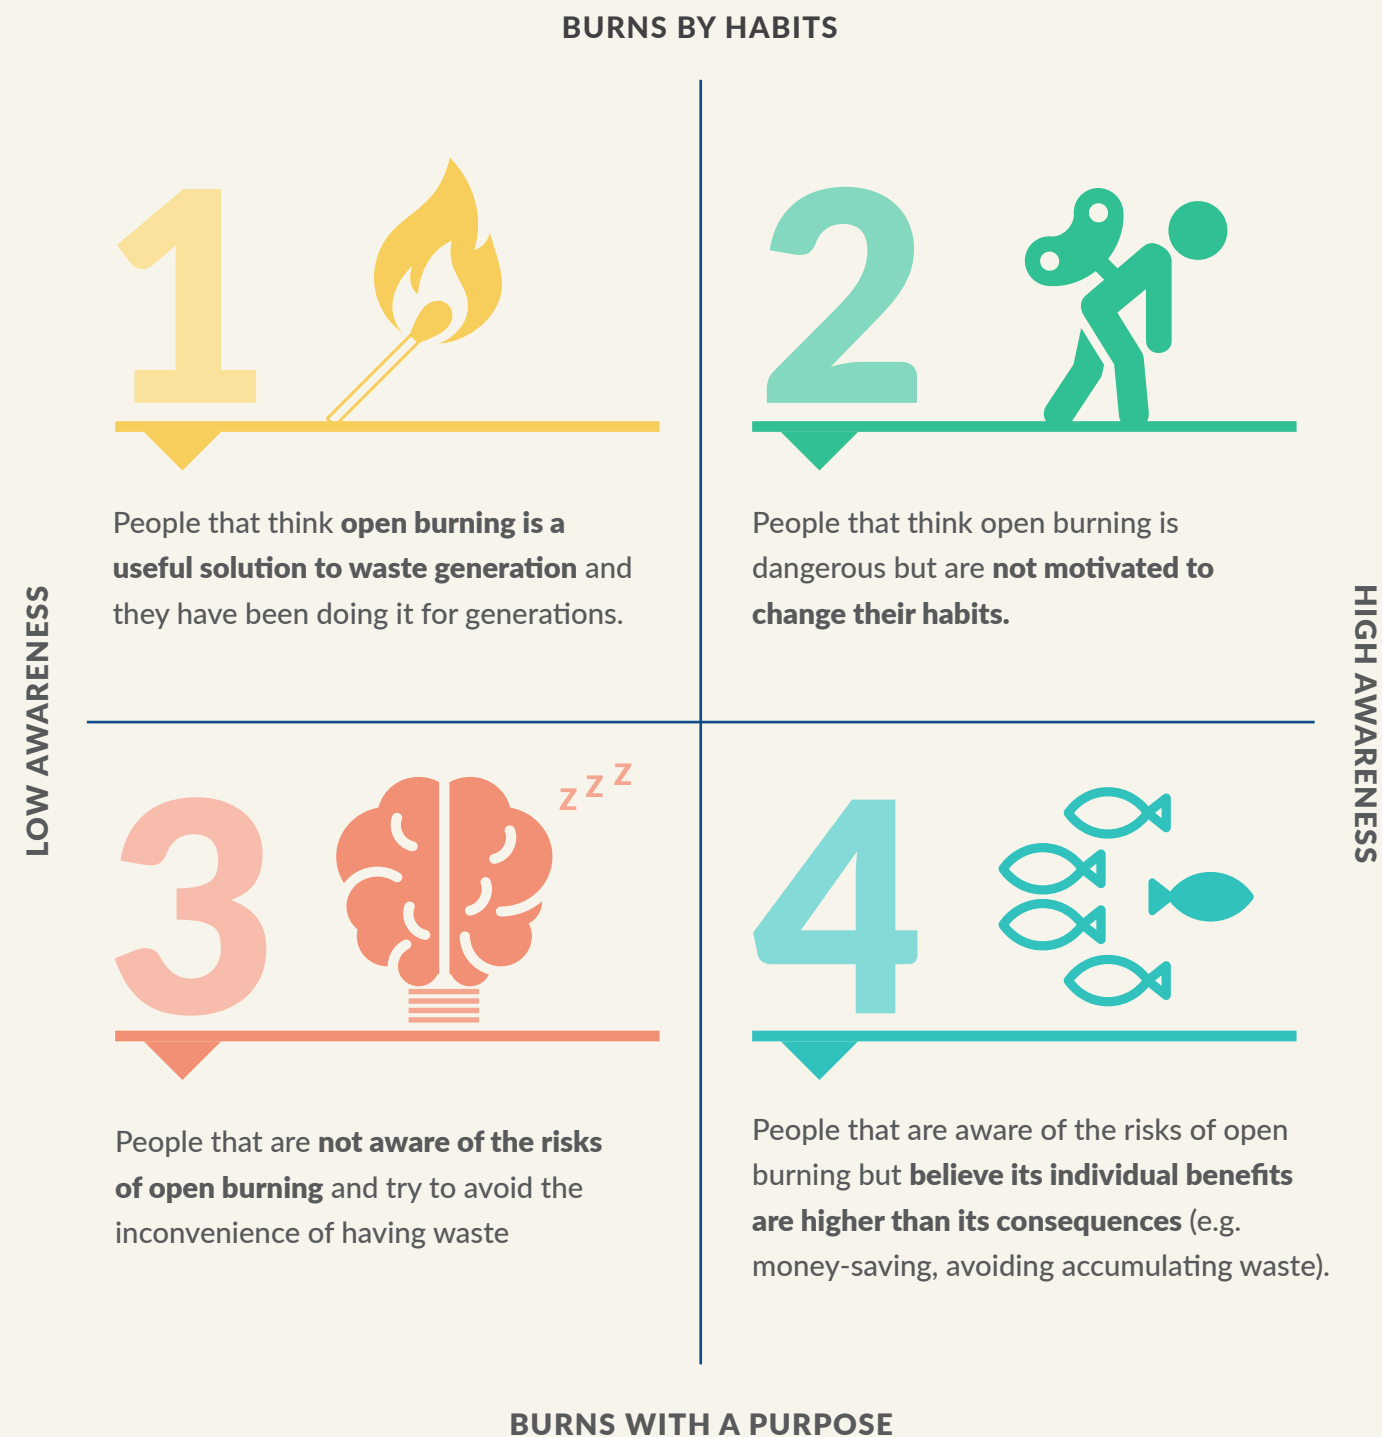 BURNS BY HABITS
1
People that think open burning is a
useful solution to waste generation and
they have been doing it for generations.
2
People that think open burning is
dangerous but are not motivated to
change their habits.
LOW AWARENESS
HIGH AWARENESS
3
z z z
People that are not aware of the risks
of open burning and try to avoid the
inconvenience of having waste
4
People that are aware of the risks of open
burning but believe its individual benefits
are higher than its consequences (e.g.
money-saving, avoiding accumulating waste).
BURNS WITH A PURPOSE